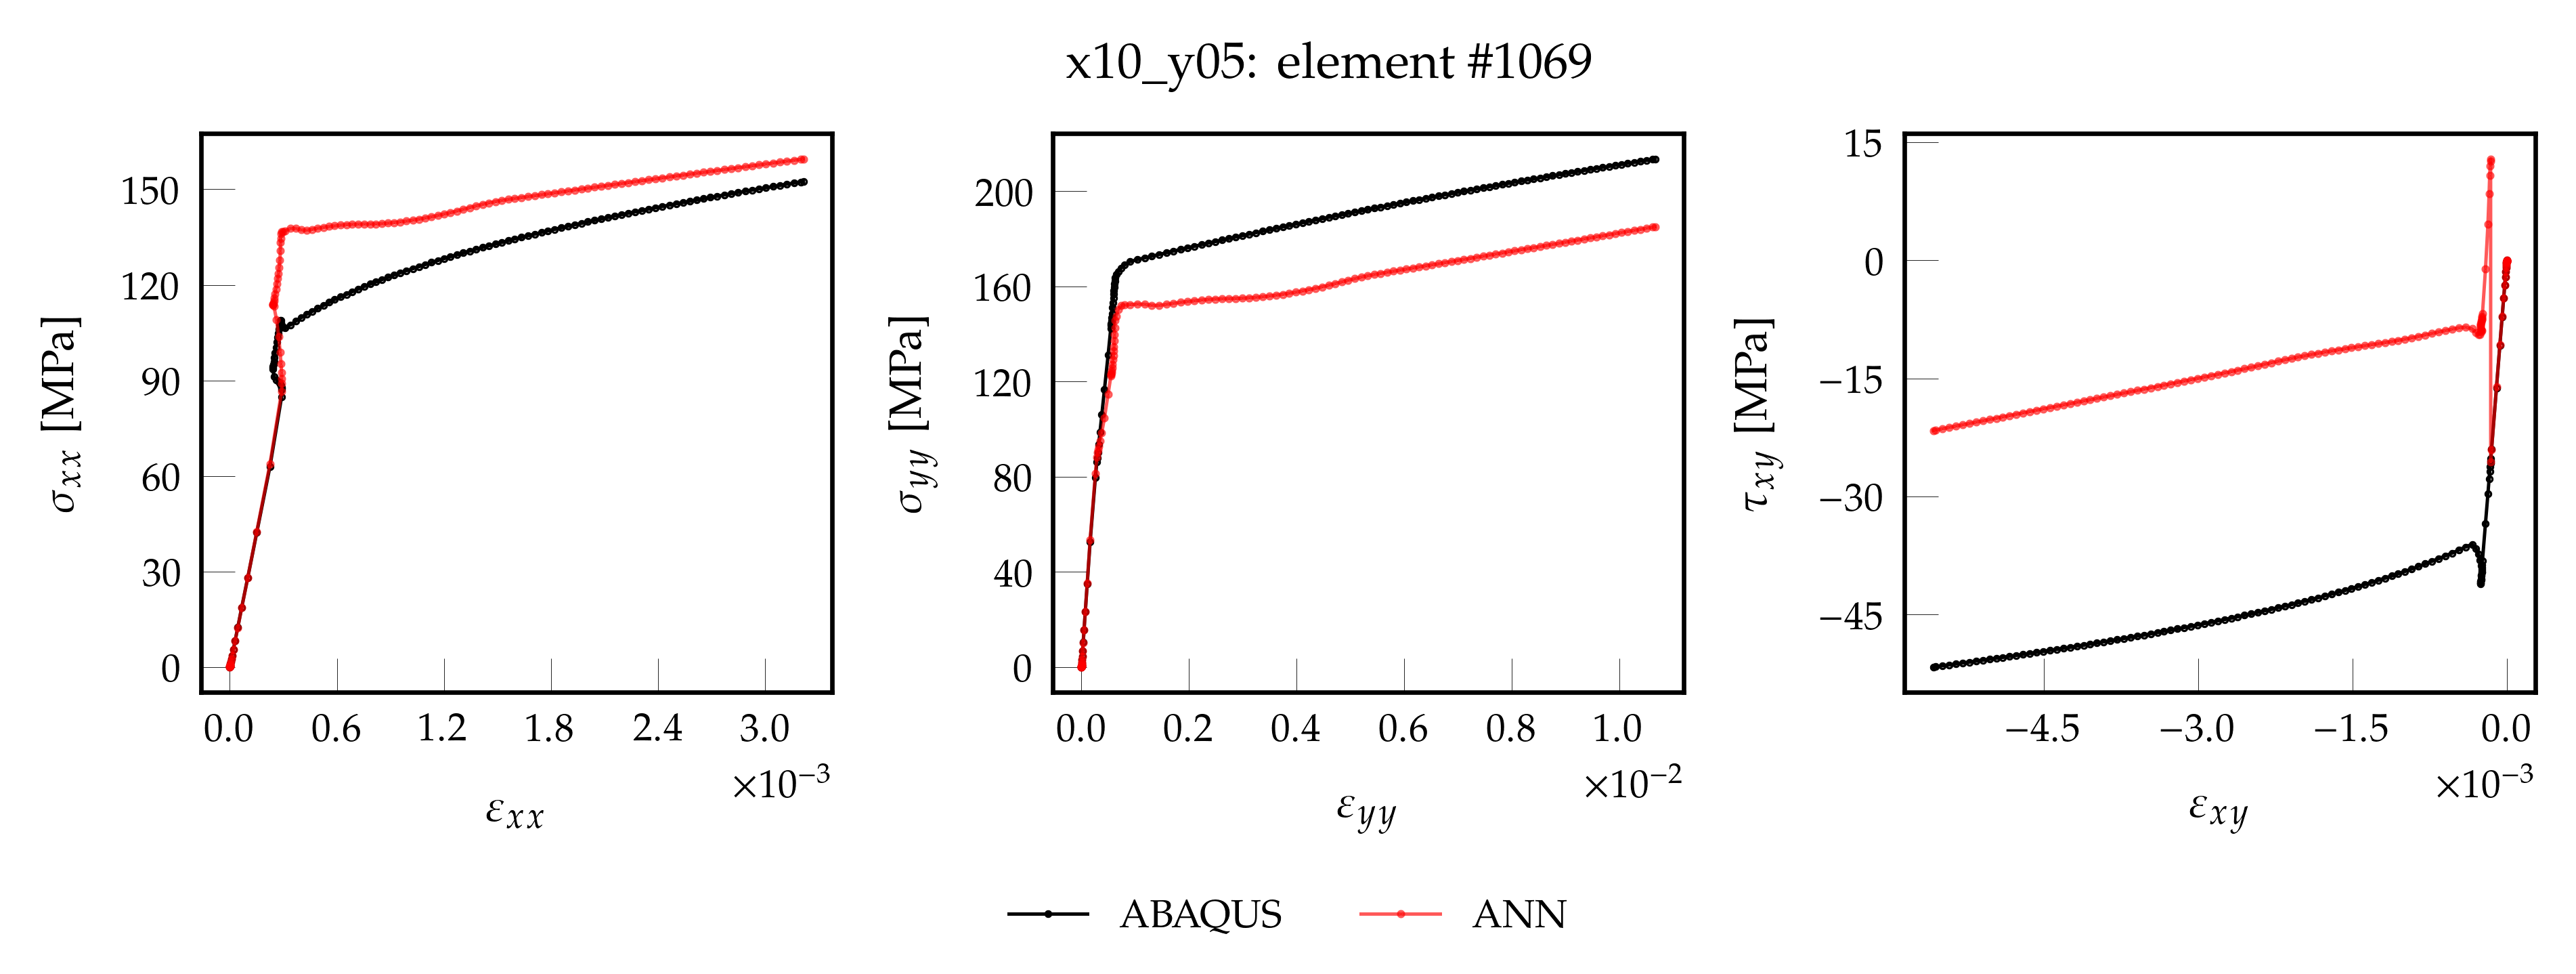 x10_y05: element #1069
σxx [MPa]
150
120
90
60
30
0
0.0 0.6 1.2 1.8 2.4 3.0
×10−3
εxx
σyy [MPa]
200
160
120
80
40
0
0.0 0.2 0.4 0.6 0.8 1.0
×10−2
εyy
τxy [MPa]
15
0
−15
−30
−45
−4.5 −3.0 −1.5 0.0
×10−3
εxy
ABAQUS ANN